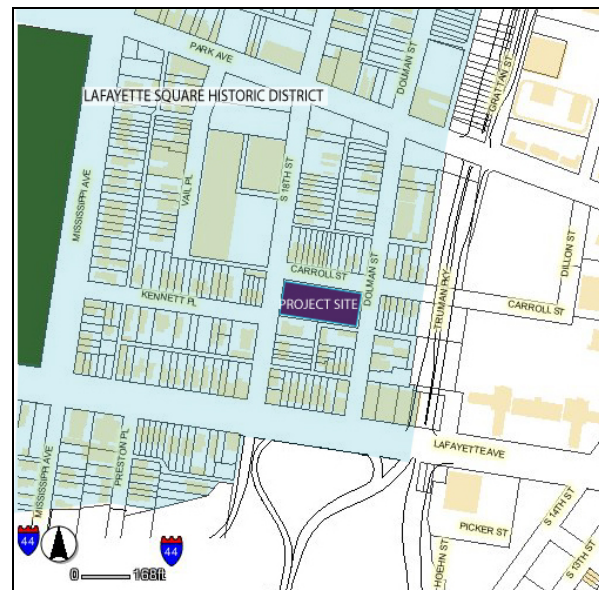 PARK AVE
DOLMAN ST
GRATTAN ST
LAFAYETTE SQUARE HISTORIC DISTRICT
MISSISSIPPI AVE
VAIL PL
S 18TH ST
DILLON ST
CARROLL ST
DOLMAN ST
TRUMAN PKY
KENNETT PL
PROJECT SITE
CARROLL ST
LAFAYETTE AVE
MISSISSIPPI AVE
PRESTON PL
S 14TH ST
S 13TH ST
PICKER ST
HOEHN ST
44
44
0 168ft